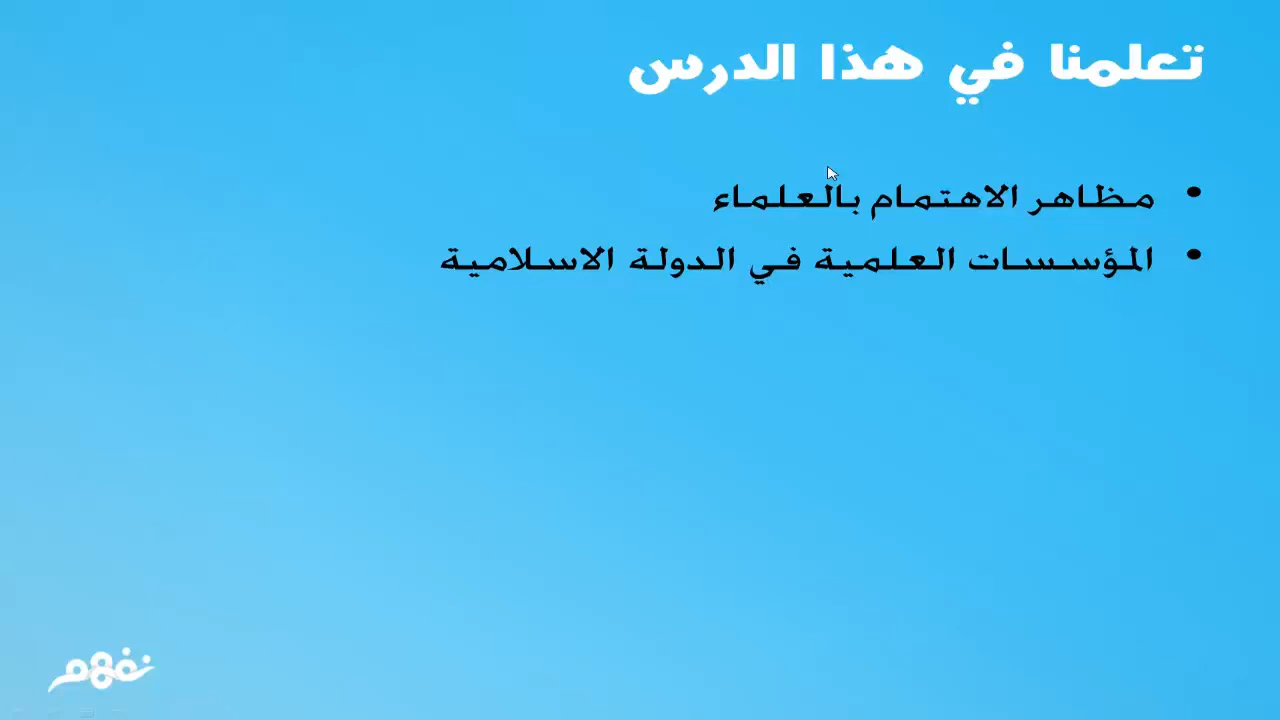 تعلمنا في هذا الدرس
• مظاهر الاهتمام بالعلماء
• المؤسسات العلمية في الدولة الاسلامية
نفهم